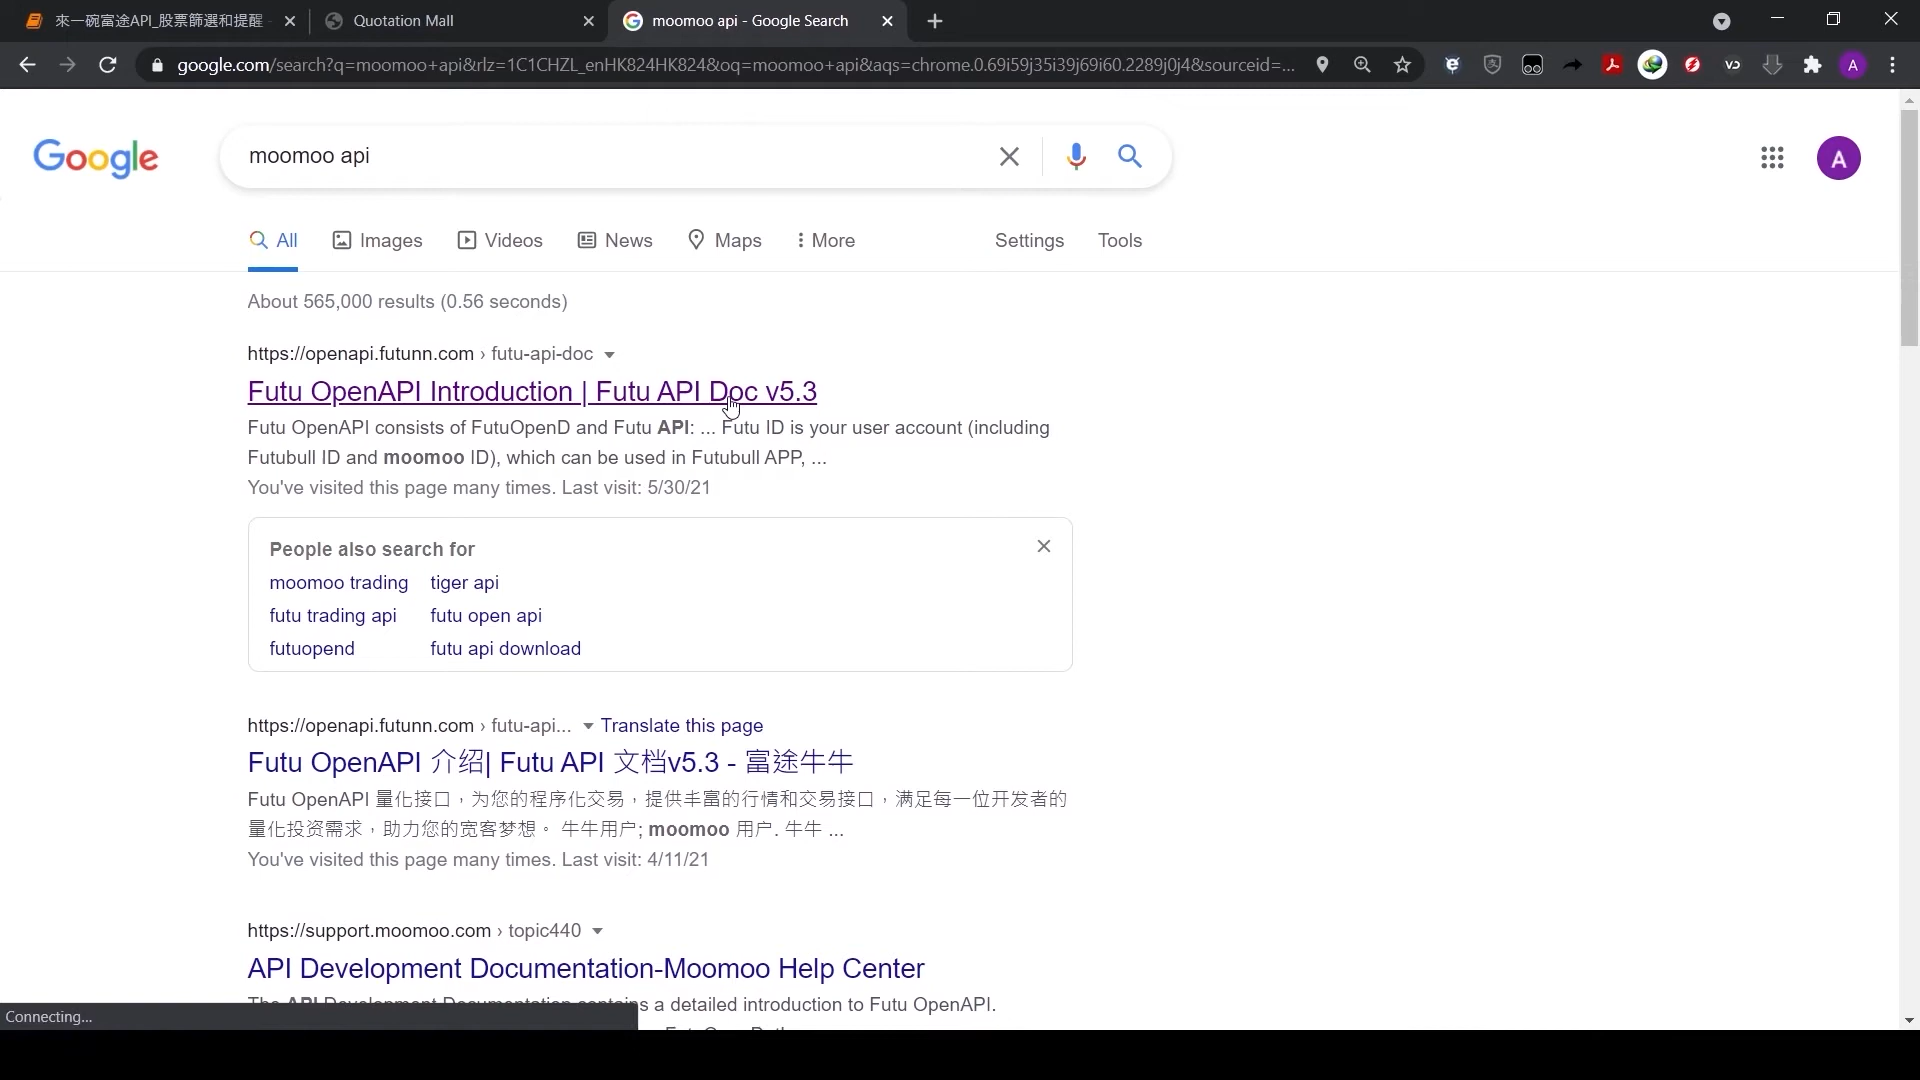 來一碗富途API_股票篩選和提醒
Quotation Mall
moomoo api - Google Search
google.com/search?q=moomoo+api&rlz=1C1CHZL_enHK824HK824&oq=moomoo+api&aqs=chrome.0.69i59j35i39j69i60.2289j0j4&sourceid=...
A
Google
moomoo api
A
All
Images
Videos
News
Maps
More
Settings
Tools
About 565,000 results (0.56 seconds)
https://openapi.futunn.com › futu-api-doc
Futu OpenAPI Introduction | Futu API Doc v5.3
Futu OpenAPI consists of FutuOpenD and Futu API: ... Futu ID is your user account (including
Futubull ID and moomoo ID), which can be used in Futubull APP, ...
You've visited this page many times. Last visit: 5/30/21
People also search for
moomoo trading tiger api
futu trading api futu open api
futuopend futu api download
https://openapi.futunn.com › futu-api... Translate this page
Futu OpenAPI 介绍| Futu API 文档v5.3 - 富途牛牛
Futu OpenAPI 量化接口，为您的程序化交易，提供丰富的行情和交易接口，满足每一位开发者的
量化投资需求，助力您的宽客梦想。 牛牛用户; moomoo 用户. 牛牛 ...
You've visited this page many times. Last visit: 4/11/21
https://support.moomoo.com › topic440
API Development Documentation-Moomoo Help Center
The API Development Documentation contains a detailed introduction to Futu OpenAPI.
Connecting...